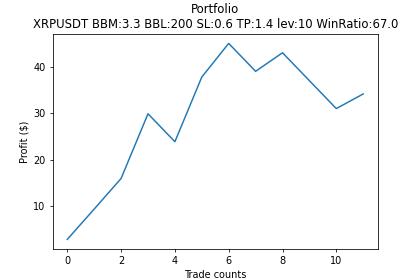 Portfolio
XRPUSDT BBM:3.3 BBL:200 SL:0.6 TP:1.4 lev:10 WinRatio:67.0
40
30
20
10
Profit ($)
0 2 4 6 8 10
Trade counts